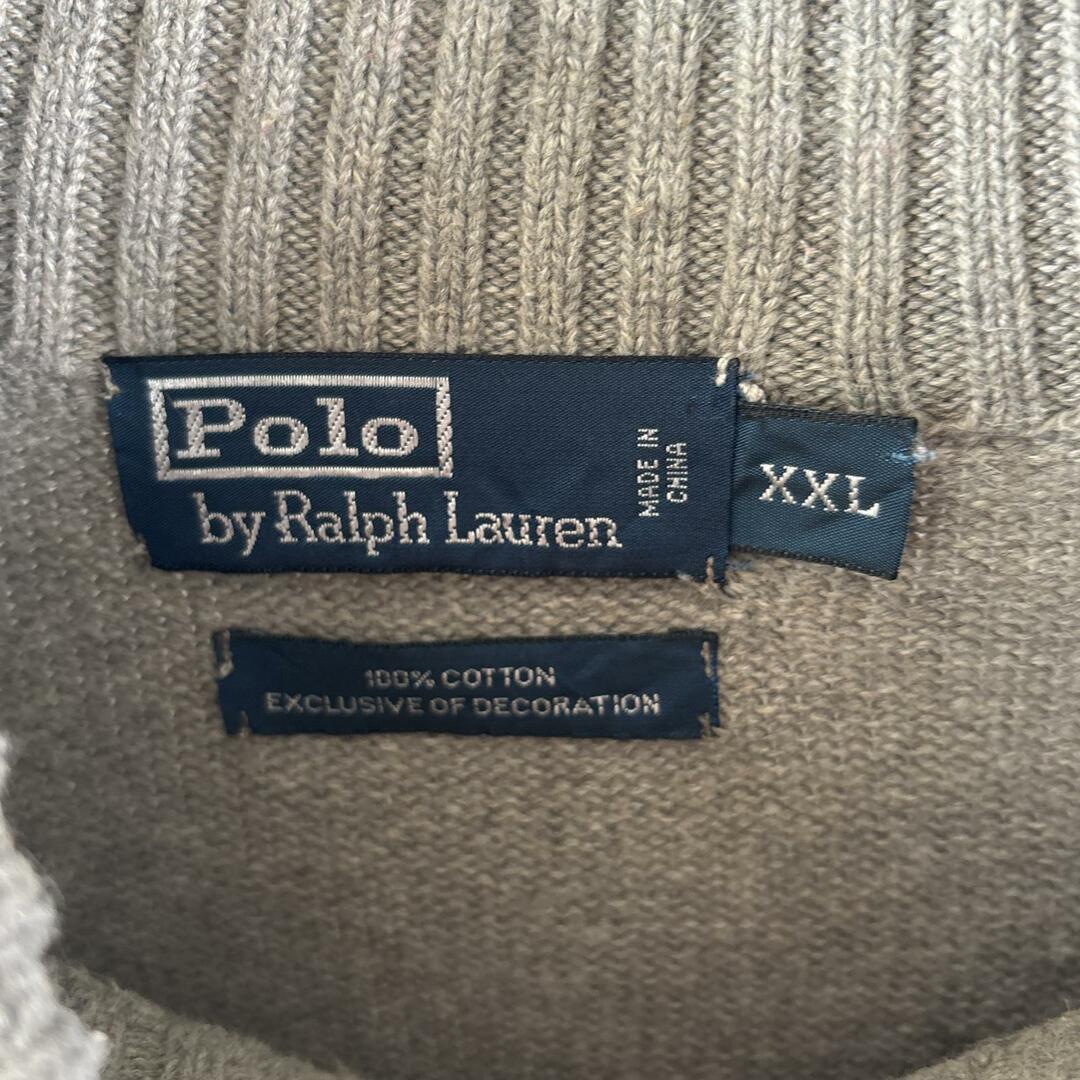 Polo
by Ralph Lauren
MADE IN
CHINA
XXL
100% COTTON
EXCLUSIVE OF DECORATION